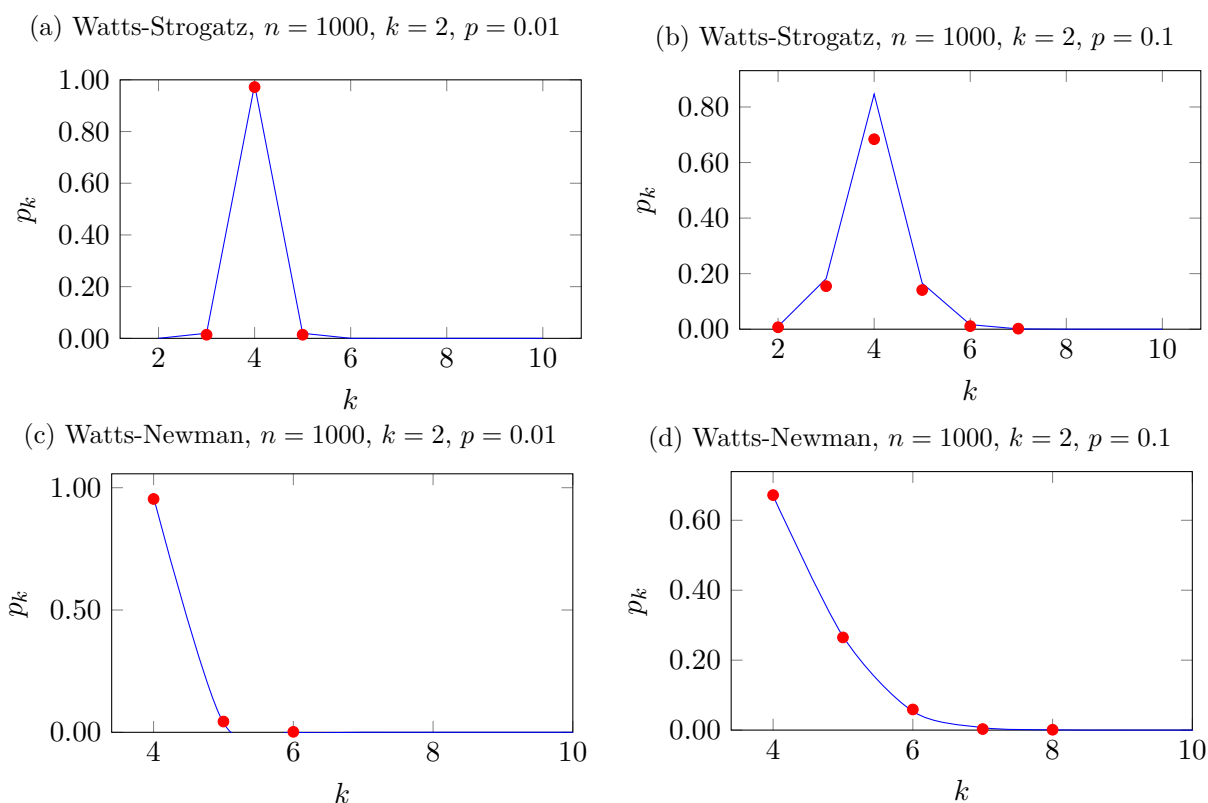 (a) Watts-Strogatz, n = 1000, k = 2, p = 0.01
1.00
0.80
0.60
0.40
0.20
0.00
p_k
2 4 6 8 10
k
(b) Watts-Strogatz, n = 1000, k = 2, p = 0.1
0.80
0.60
0.40
0.20
0.00
p_k
2 4 6 8 10
k
(c) Watts-Newman, n = 1000, k = 2, p = 0.01
1.00
0.50
0.00
p_k
4 6 8 10
k
(d) Watts-Newman, n = 1000, k = 2, p = 0.1
0.60
0.40
0.20
0.00
p_k
4 6 8 10
k